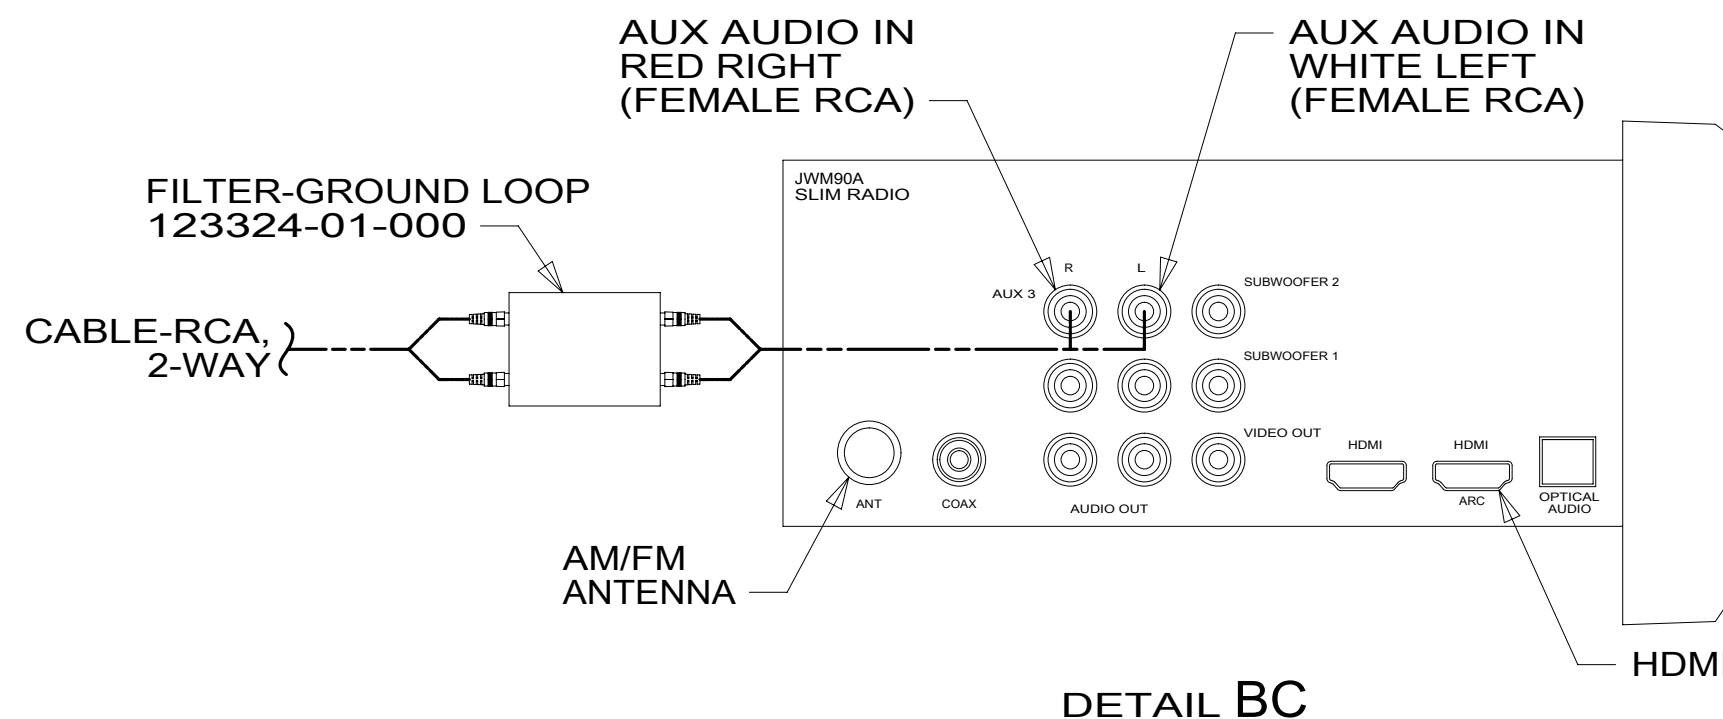 AUX AUDIO IN
RED RIGHT
(FEMALE RCA)
AUX AUDIO IN
WHITE LEFT
(FEMALE RCA)
FILTER-GROUND LOOP
123324-01-000
CABLE-RCA,
2-WAY
JWM90A
SLIM RADIO
R
L
AUX 3
SUBWOOFER 2
SUBWOOFER 1
VIDEO OUT
HDMI
HDMI
ANT
COAX
AUDIO OUT
ARC
OPTICAL
AUDIO
AM/FM
ANTENNA
HDMI
DETAIL BC